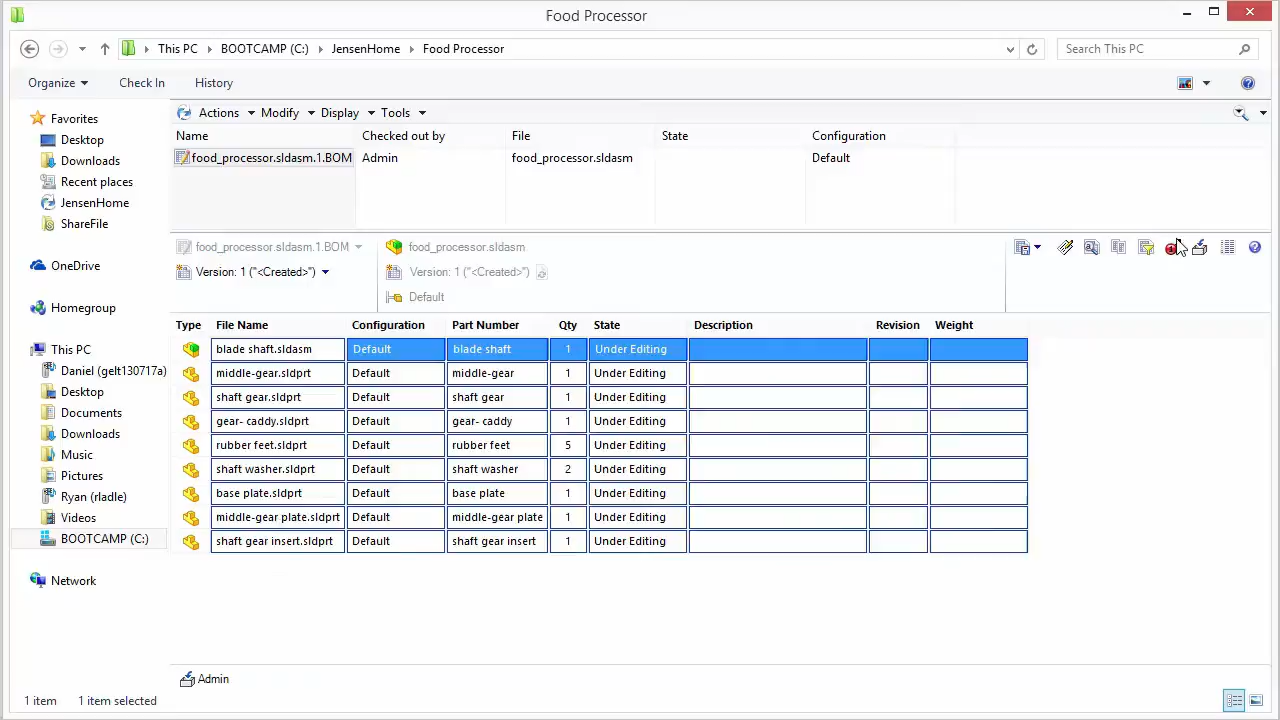 Food Processor
This PC BOOTCAMP (C:) JensenHome Food Processor
Search This PC
Organize Check In History
Favorites
Desktop
Downloads
Recent places
JensenHome
ShareFile
OneDrive
Homegroup
This PC
Daniel (gelt130717a)
Desktop
Documents
Downloads
Music
Pictures
Ryan (rladle)
Videos
BOOTCAMP (C:)
Network
Actions Modify Display Tools
Name Checked out by File State Configuration
food_processor.sldasm.1.BOM Admin food_processor.sldasm Default
food_processor.sldasm.1.BOM food_processor.sldasm
Version: 1 ("<Created>") Version: 1 ("<Created>")
Default
Type File Name Configuration Part Number Qty State Description Revision Weight
blade shaft.sldasm Default blade shaft 1 Under Editing
middle-gear.sldprt Default middle-gear 1 Under Editing
shaft gear.sldprt Default shaft gear 1 Under Editing
gear- caddy.sldprt Default gear- caddy 1 Under Editing
rubber feet.sldprt Default rubber feet 5 Under Editing
shaft washer.sldprt Default shaft washer 2 Under Editing
base plate.sldprt Default base plate 1 Under Editing
middle-gear plate.sldprt Default middle-gear plate 1 Under Editing
shaft gear insert.sldprt Default shaft gear insert 1 Under Editing
Admin
1 item 1 item selected